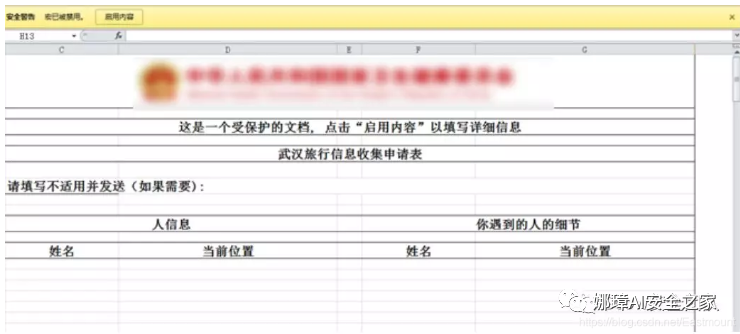 安全警告 宏已被禁用。 启用内容 ×
H13 fx
C D E F G
这是一个受保护的文档，点击“启用内容”以填写详细信息
武汉旅行信息收集申请表
请填写不适用并发送（如果需要）：
人信息 你遇到的人的细节
姓名 当前位置 姓名 当前位置
娜璋AI安全之家
https://blog.csdn.net/Eastmount